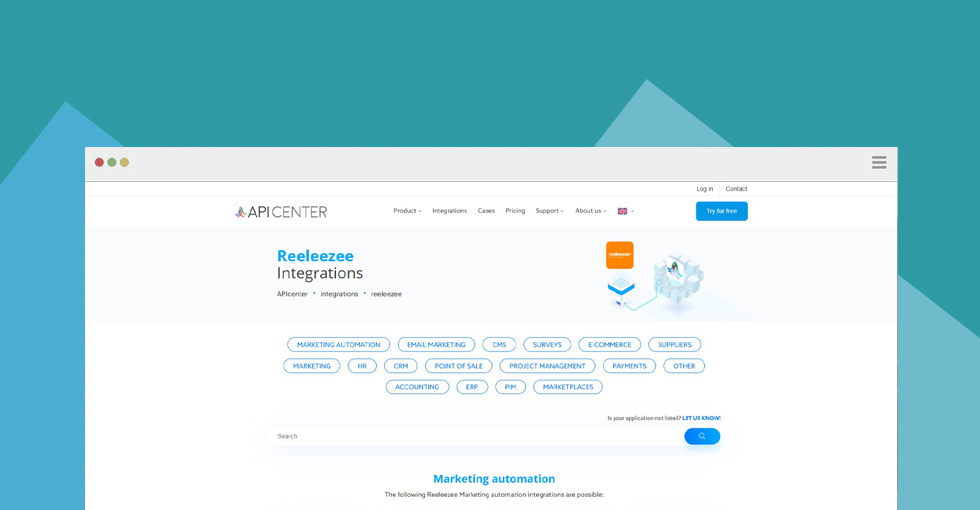 Log in Contact
API CENTER Product Integrations Cases Pricing Support About us Try for free
reeleezee
Reeleezee
Integrations
APIcenter • integrations • reeleezee
MARKETING AUTOMATION EMAIL MARKETING CMS SURVEYS E-COMMERCE SUPPLIERS
MARKETING HR CRM POINT OF SALE PROJECT MANAGEMENT PAYMENTS OTHER
ACCOUNTING ERP PIM MARKETPLACES
Is your application not listed? LET US KNOW!
Search
Marketing automation
The following Reeleezee Marketing automation integrations are possible: